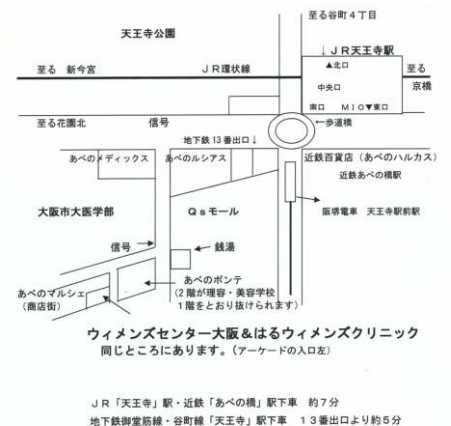 至る谷町4丁目
天王寺公園
↓JR天王寺駅
▲北口
至る 新今宮
JR環状線
至る
京橋
中央口
南口 MIO▼東口
至る花園北
信号
←歩道橋
地下鉄13番出口↓
あべのメディックス
あべのルシアス
近鉄百貨店(あべのハルカス)
近鉄あべの橋駅
大阪市大医学部
Qsモール
阪堺電車 天王寺駅前駅
信号
銭湯
あべのポンテ
(2階が理容・美容学校
1階をとおり抜けられます)
あべのマルシェ
(商店街)
ウィメンズセンター大阪&はるウィメンズクリニック
同じところにあります。(アーケードの入口左)
JR「天王寺」駅・近鉄「あべの橋」駅下車 約7分
地下鉄御堂筋線・谷町線「天王寺」駅下車 13番出口より約5分